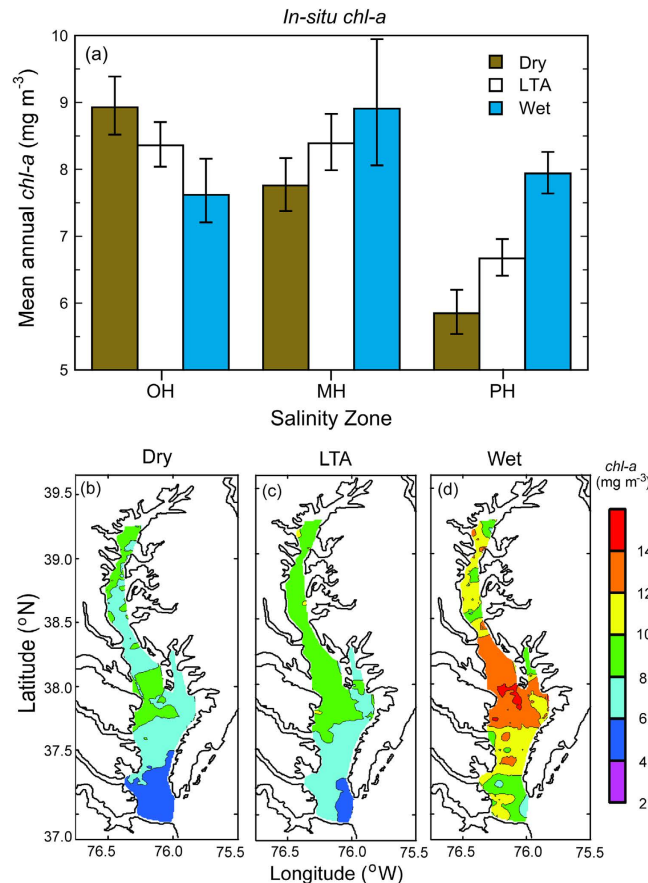 In-situ chl-a
(a)
Dry
LTA
Wet
Mean annual chl-a (mg m⁻³)
10
9
8
7
6
5
OH MH PH
Salinity Zone
Dry LTA Wet
(b) (c) (d)
chl-a
(mg m⁻³)
14
12
10
8
6
4
2
Latitude (°N)
39.5
39.0
38.5
38.0
37.5
37.0
76.5 76.0 75.5 76.5 76.0 75.5 76.5 76.0 75.5
Longitude (°W)